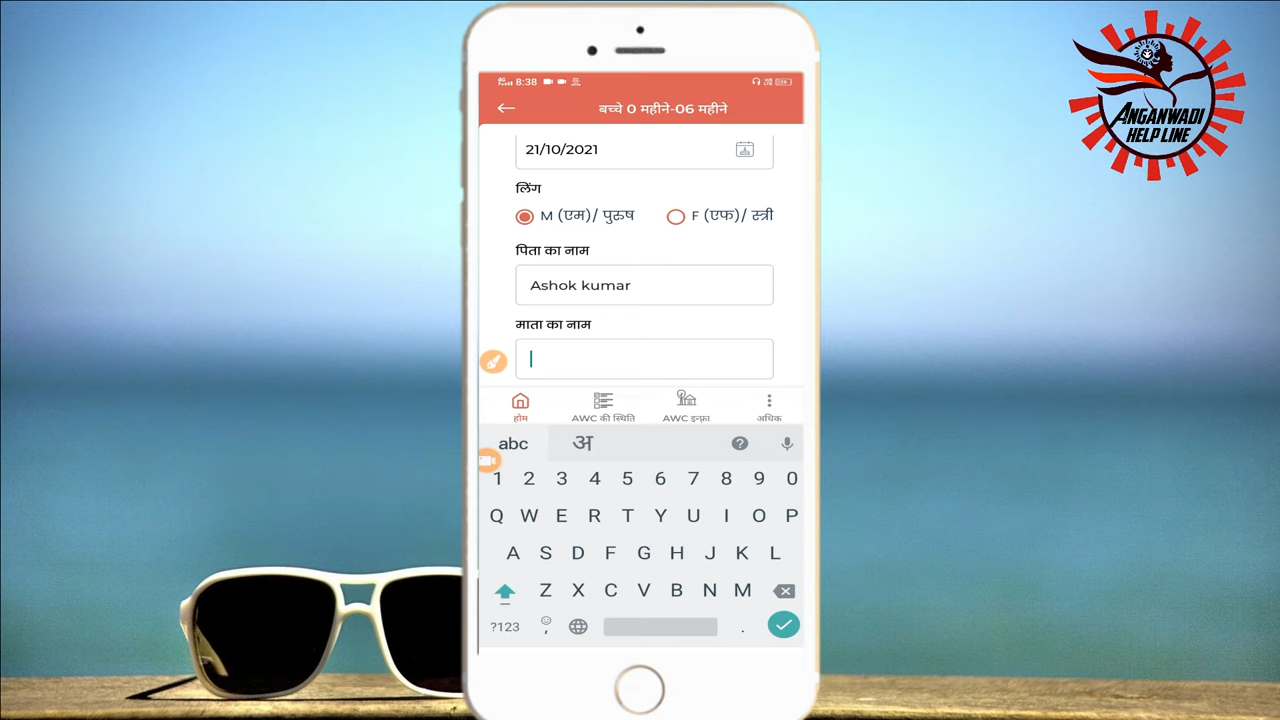 8:38
बच्चे 0 महीने-06 महीने
21/10/2021
लिंग
M (एम)/ पुरुष F (एफ)/ स्त्री
पिता का नाम
Ashok kumar
माता का नाम
होम AWC की स्थिति AWC इन्फ्रा अधिक
abc अ ?
1 2 3 4 5 6 7 8 9 0
Q W E R T Y U I O P
A S D F G H J K L
Z X C V B N M
?123 , .
ANGANWADI
HELP LINE